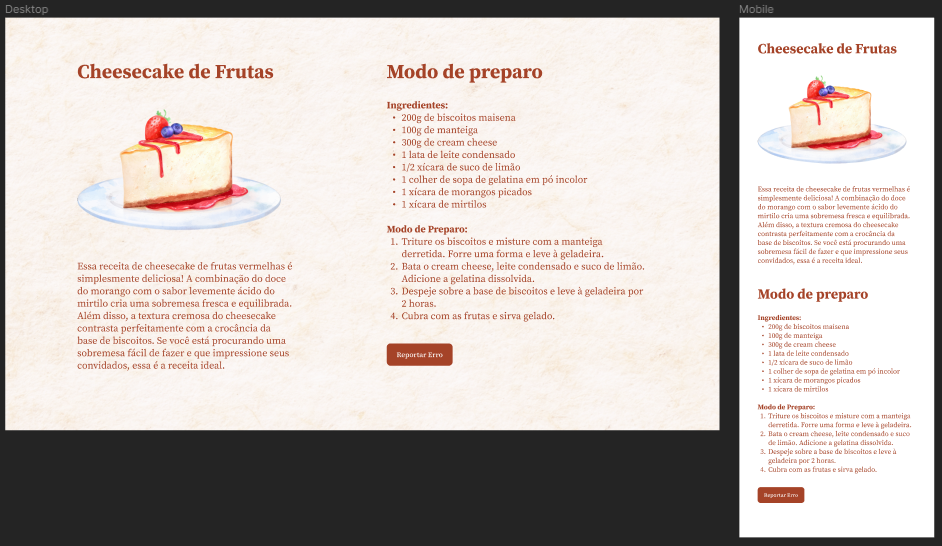 Desktop
Cheesecake de Frutas
Essa receita de cheesecake de frutas vermelhas é
simplesmente deliciosa! A combinação do doce
do morango com o sabor levemente ácido do
mirtilo cria uma sobremesa fresca e equilibrada.
Além disso, a textura cremosa do cheesecake
contrasta perfeitamente com a crocância da
base de biscoitos. Se você está procurando uma
sobremesa fácil de fazer e que impressione seus
convidados, essa é a receita ideal.
Modo de preparo
Ingredientes:
• 200g de biscoitos maisena
• 100g de manteiga
• 300g de cream cheese
• 1 lata de leite condensado
• 1/2 xícara de suco de limão
• 1 colher de sopa de gelatina em pó incolor
• 1 xícara de morangos picados
• 1 xícara de mirtilos
Modo de Preparo:
1. Triture os biscoitos e misture com a manteiga
derretida. Forre uma forma e leve à geladeira.
2. Bata o cream cheese, leite condensado e suco de limão.
Adicione a gelatina dissolvida.
3. Despeje sobre a base de biscoitos e leve à geladeira por
2 horas.
4. Cubra com as frutas e sirva gelado.
Reportar Erro
Mobile
Cheesecake de Frutas
Essa receita de cheesecake de frutas vermelhas é
simplesmente deliciosa! A combinação do doce
do morango com o sabor levemente ácido do
mirtilo cria uma sobremesa fresca e equilibrada.
Além disso, a textura cremosa do cheesecake
contrasta perfeitamente com a crocância da
base de biscoitos. Se você está procurando uma
sobremesa fácil de fazer e que impressione seus
convidados, essa é a receita ideal.
Modo de preparo
Ingredientes:
• 200g de biscoitos maisena
• 100g de manteiga
• 300g de cream cheese
• 1 lata de leite condensado
• 1/2 xícara de suco de limão
• 1 colher de sopa de gelatina em pó incolor
• 1 xícara de morangos picados
• 1 xícara de mirtilos
Modo de Preparo:
1. Triture os biscoitos e misture com a manteiga
derretida. Forre uma forma e leve à geladeira.
2. Bata o cream cheese, leite condensado e suco
de limão. Adicione a gelatina dissolvida.
3. Despeje sobre a base de biscoitos e leve à
geladeira por 2 horas.
4. Cubra com as frutas e sirva gelado.
Reportar Erro